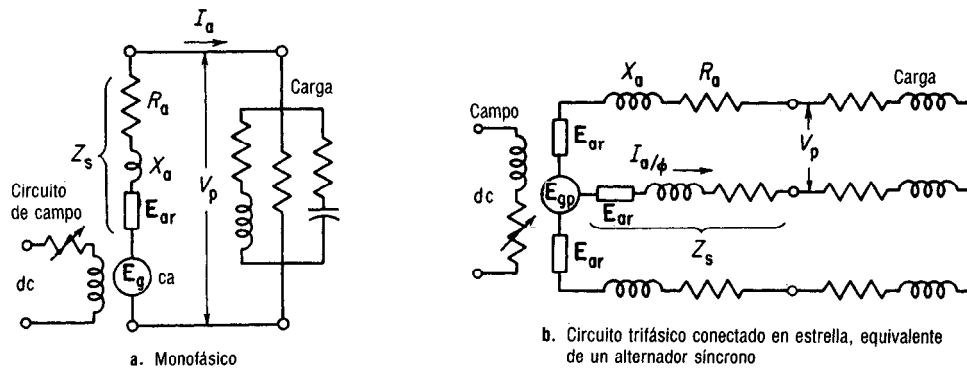 I_a
R_a
Carga
Z_s
X_a
V_p
Circuito
de campo
E_ar
dc
E_g
ca
a. Monofásico
X_a
R_a
Carga
Campo
E_ar
I_a/ϕ
V_p
dc
E_gp
E_ar
Z_s
E_ar
b. Circuito trifásico conectado en estrella, equivalente
de un alternador síncrono